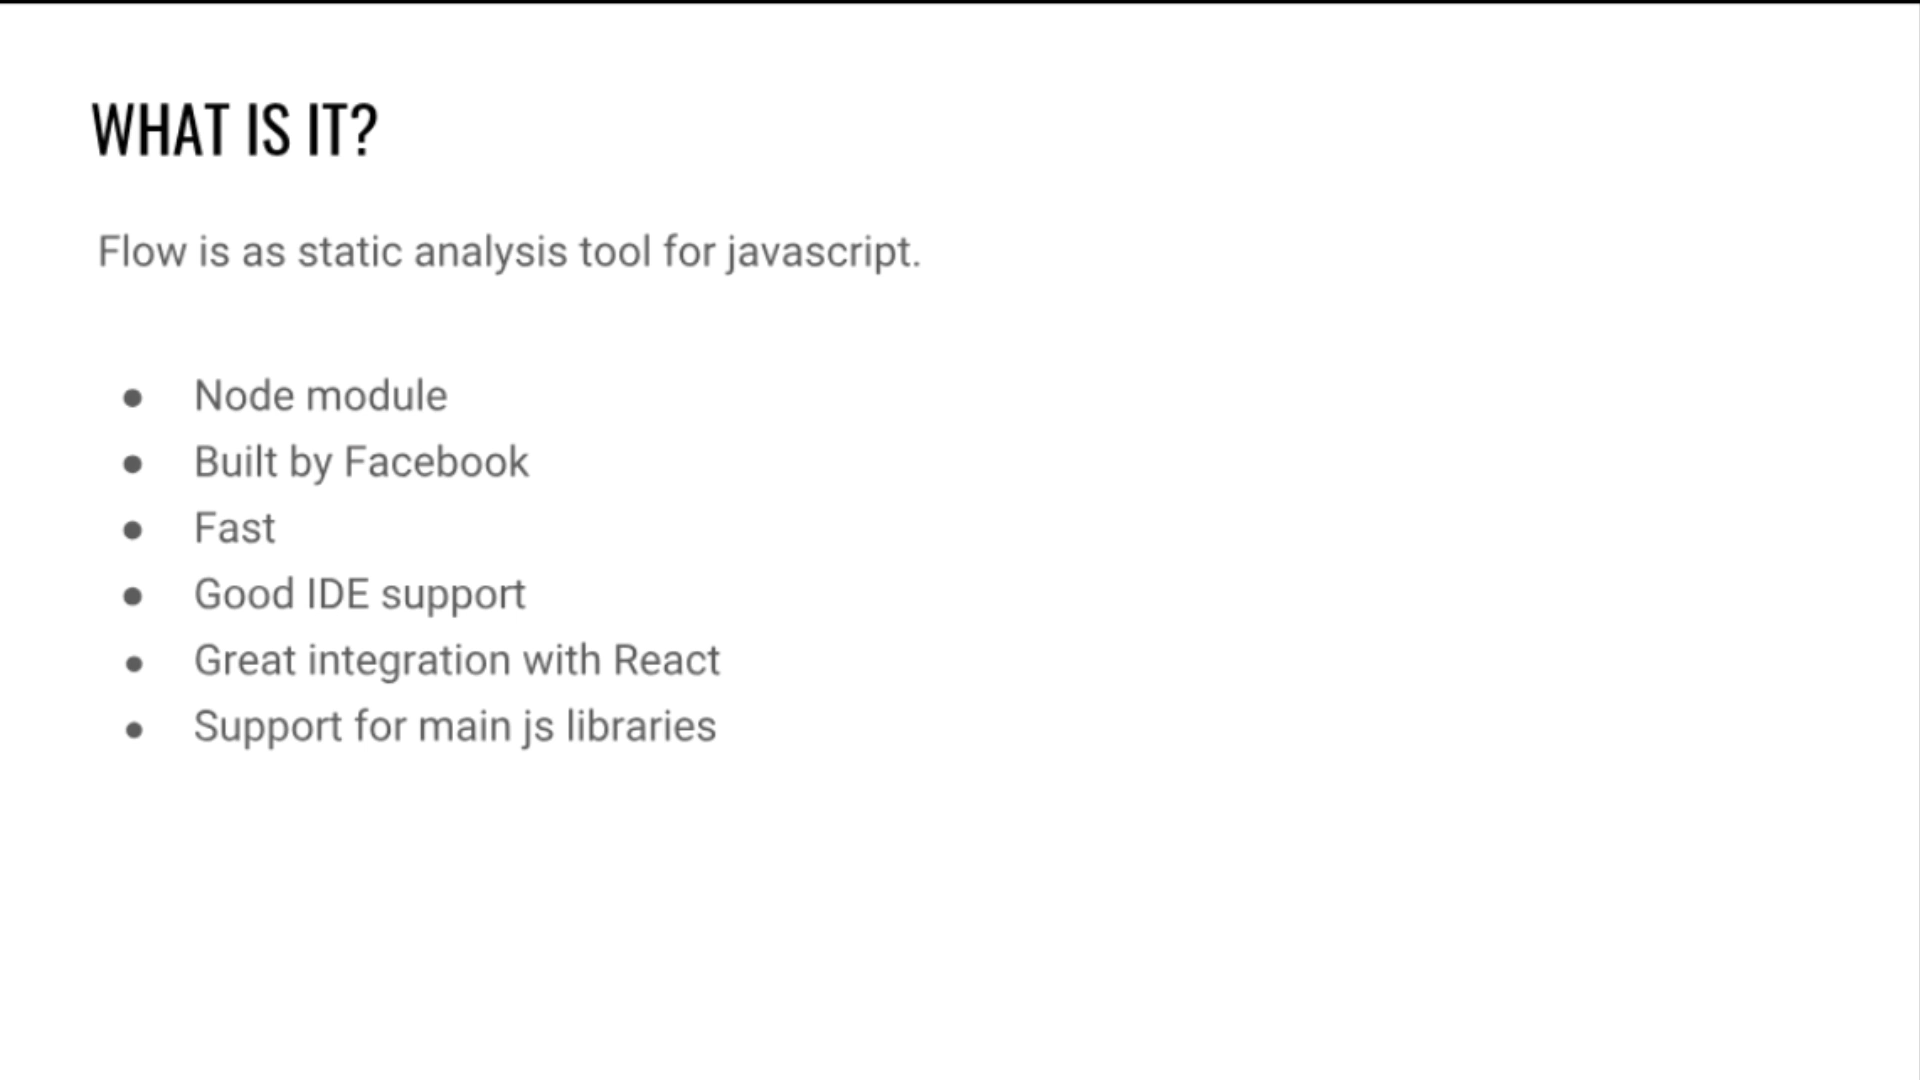 WHAT IS IT?
Flow is as static analysis tool for javascript.
● Node module
● Built by Facebook
● Fast
● Good IDE support
● Great integration with React
● Support for main js libraries